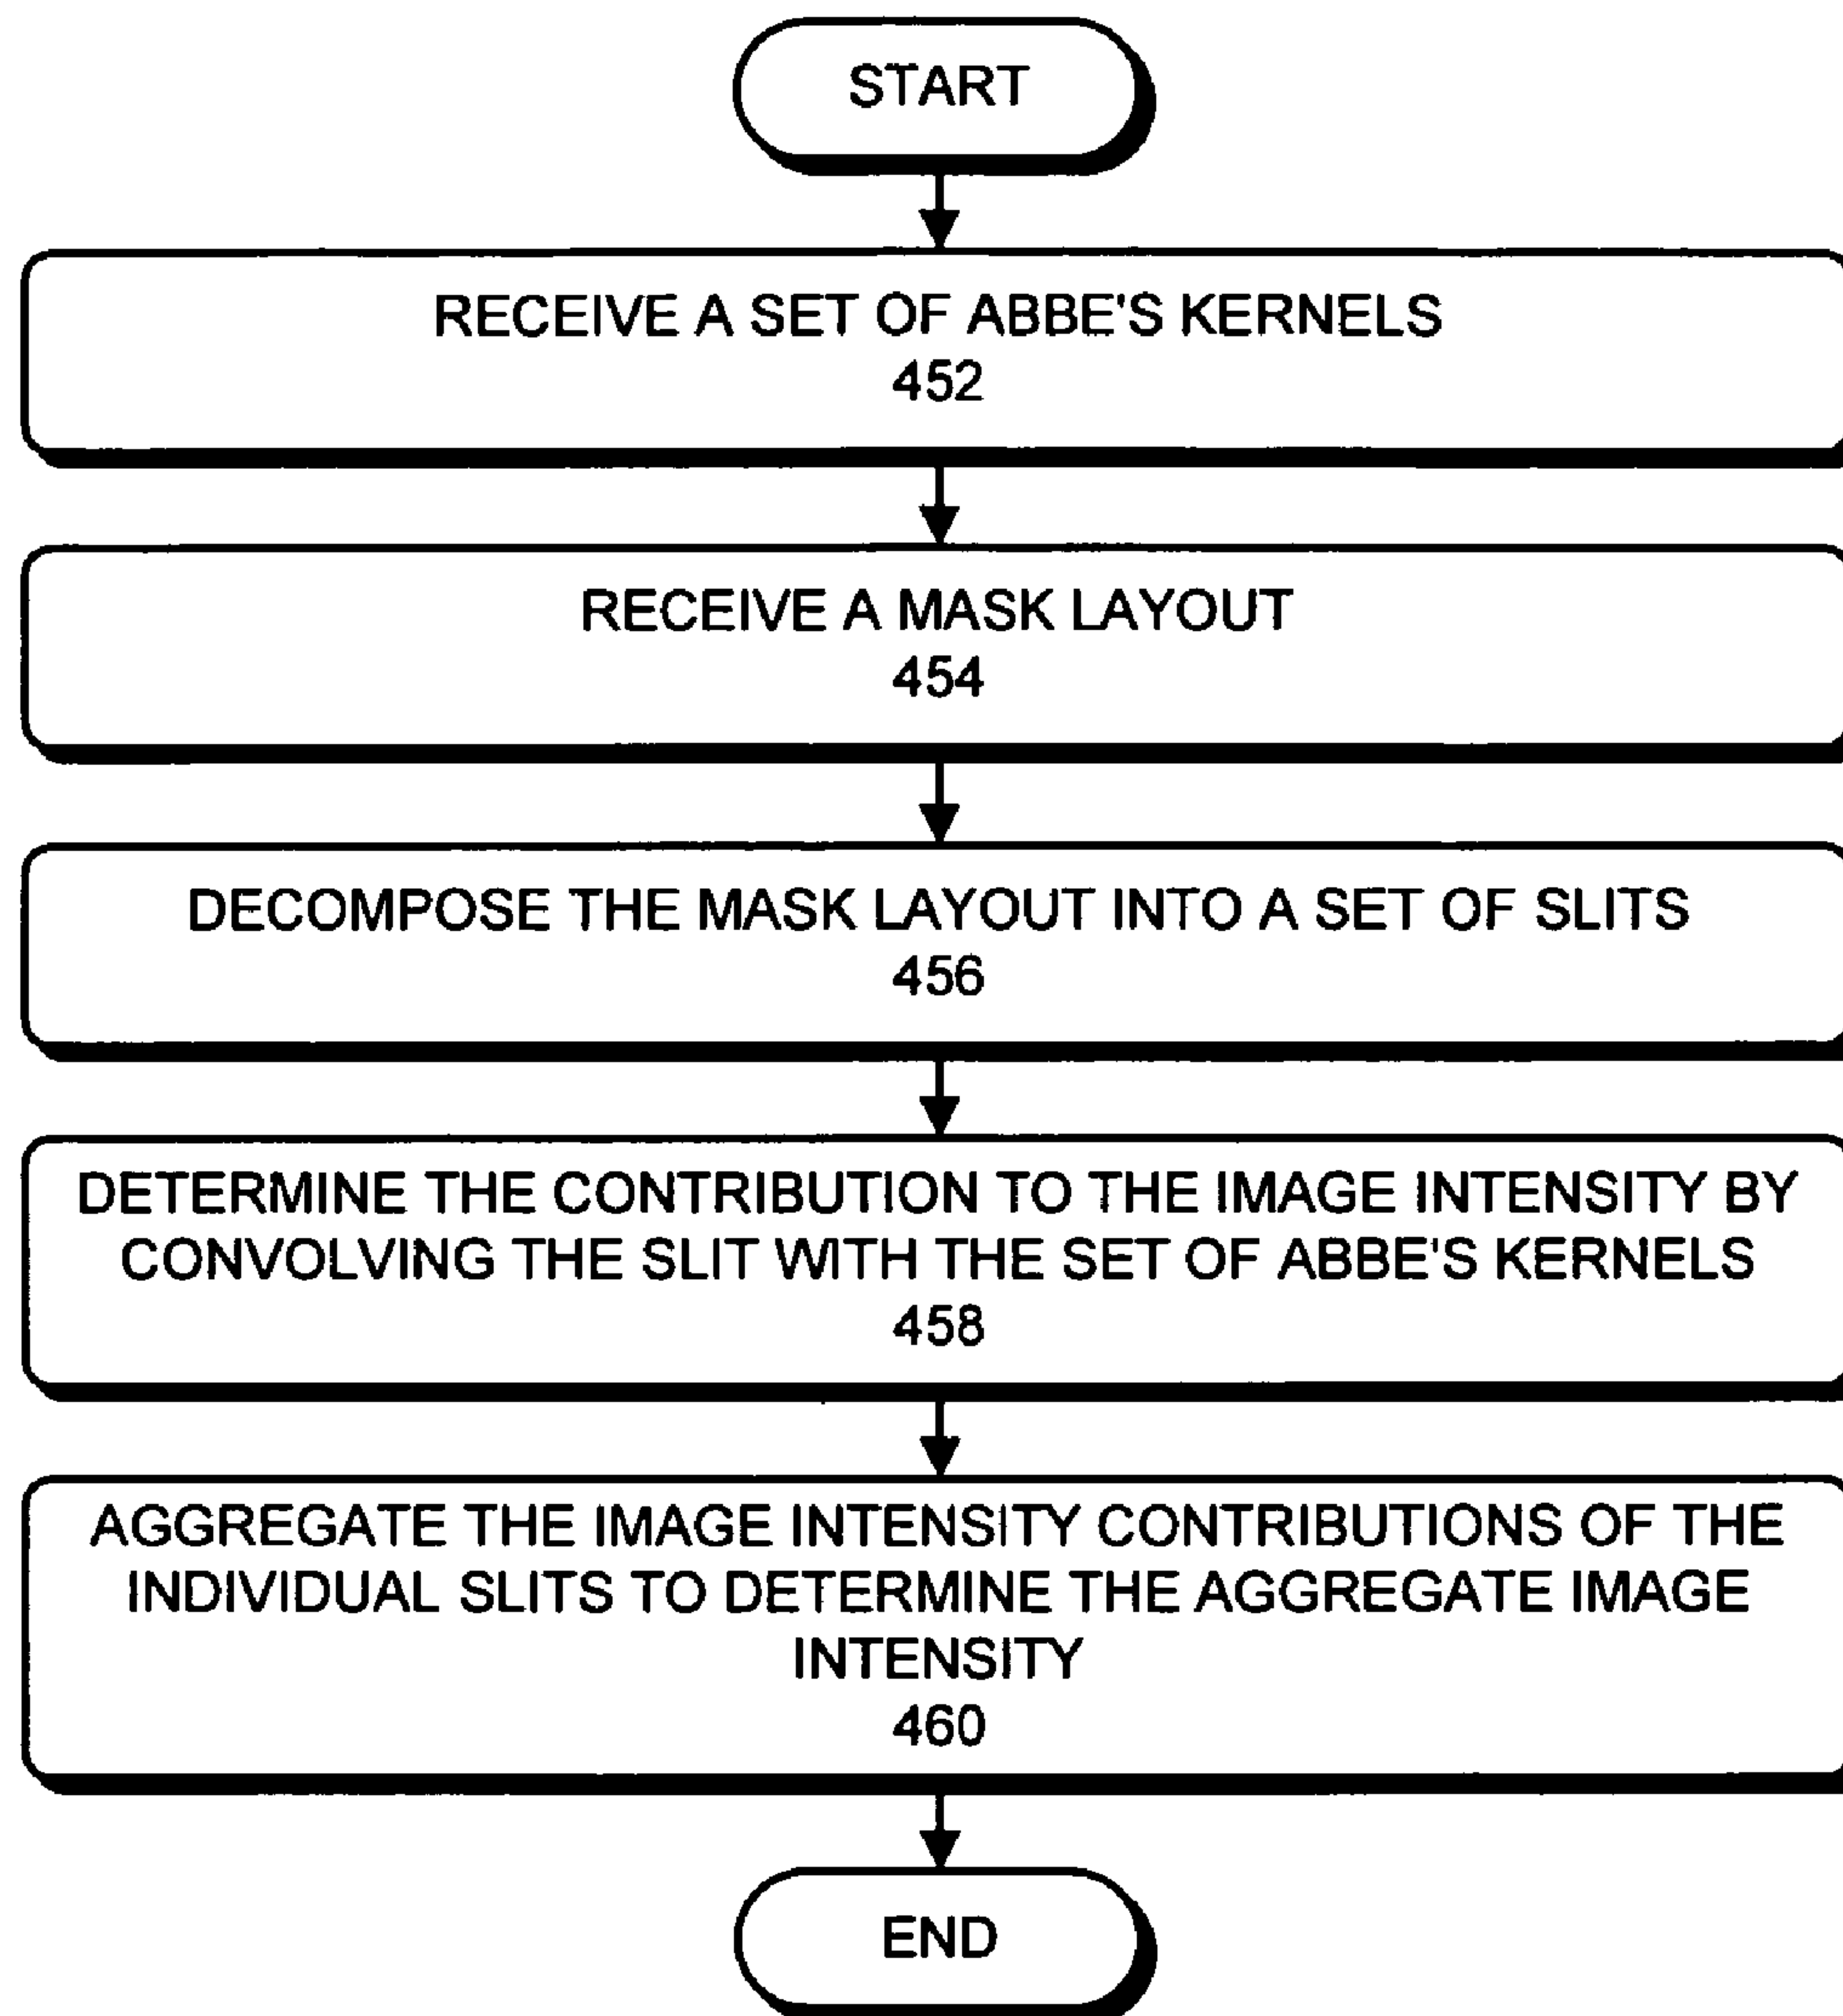 START
RECEIVE A SET OF ABBE'S KERNELS
452
RECEIVE A MASK LAYOUT
454
DECOMPOSE THE MASK LAYOUT INTO A SET OF SLITS
456
DETERMINE THE CONTRIBUTION TO THE IMAGE INTENSITY BY
CONVOLVING THE SLIT WITH THE SET OF ABBE'S KERNELS
458
AGGREGATE THE IMAGE INTENSITY CONTRIBUTIONS OF THE
INDIVIDUAL SLITS TO DETERMINE THE AGGREGATE IMAGE
INTENSITY
460
END